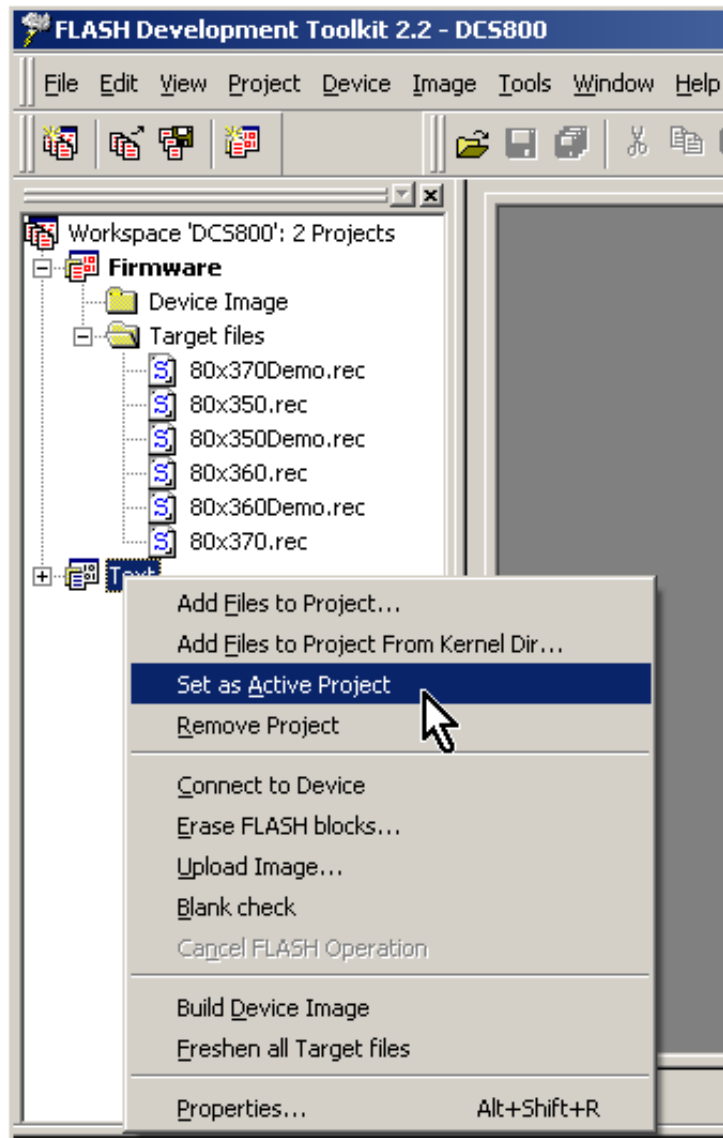 FLASH Development Toolkit 2.2 - DCS800
File Edit View Project Device Image Tools Window Help
Workspace 'DCS800': 2 Projects
Firmware
Device Image
Target files
80x370Demo.rec
80x350.rec
80x350Demo.rec
80x360.rec
80x360Demo.rec
80x370.rec
Text
Add Files to Project...
Add Files to Project From Kernel Dir...
Set as Active Project
Remove Project
Connect to Device
Erase FLASH blocks...
Upload Image...
Blank check
Cancel FLASH Operation
Build Device Image
Freshen all Target files
Properties... Alt+Shift+R